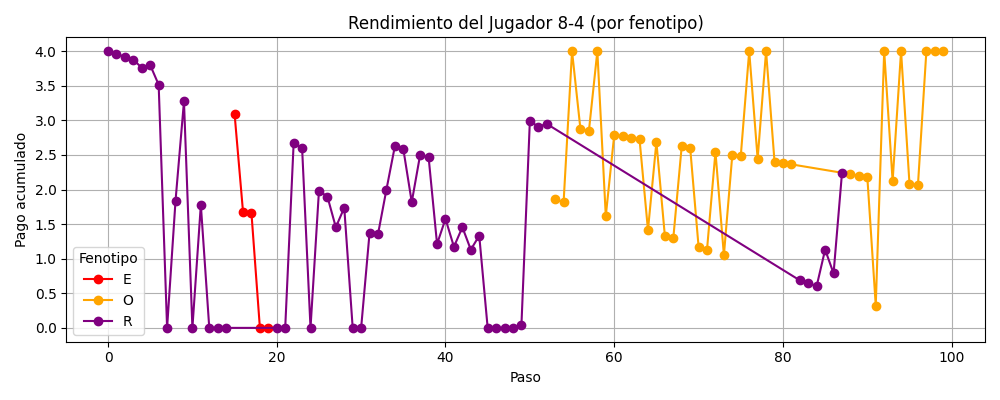 Rendimiento del Jugador 8-4 (por fenotipo)
Pago acumulado
4.0
3.5
3.0
2.5
2.0
1.5
1.0
0.5
0.0
Fenotipo
E
O
R
0 20 40 60 80 100
Paso